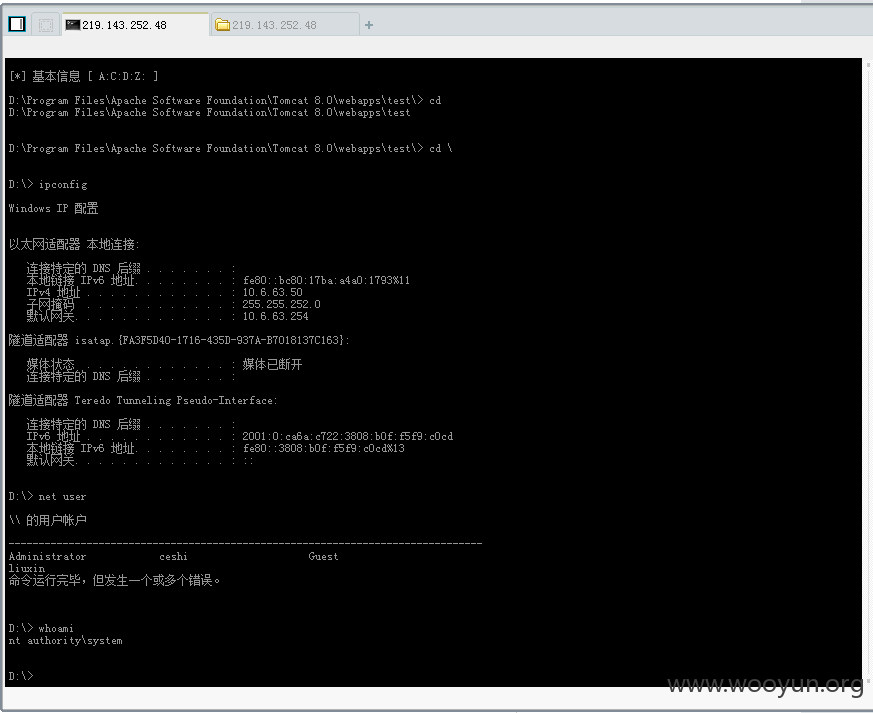 219.143.252.48
219.143.252.48
[*] 基本信息 [ A:C:D:Z: ]
D:\Program Files\Apache Software Foundation\Tomcat 8.0\webapps\test\> cd
D:\Program Files\Apache Software Foundation\Tomcat 8.0\webapps\test
D:\Program Files\Apache Software Foundation\Tomcat 8.0\webapps\test\> cd \
D:\> ipconfig
Windows IP 配置
以太网适配器 本地连接:
连接特定的 DNS 后缀 . . . . . . . :
本地链接 IPv6 地址. . . . . . . . : fe80::bc80:17ba:a4a0:1793%11
IPv4 地址 . . . . . . . . . . . . : 10.6.63.50
子网掩码 . . . . . . . . . . . . : 255.255.252.0
默认网关. . . . . . . . . . . . . : 10.6.63.254
隧道适配器 isatap.{FA3F5D40-1716-435D-937A-B7018137C163}:
媒体状态 . . . . . . . . . . . . : 媒体已断开
连接特定的 DNS 后缀 . . . . . . . :
隧道适配器 Teredo Tunneling Pseudo-Interface:
连接特定的 DNS 后缀 . . . . . . . :
IPv6 地址 . . . . . . . . . . . . : 2001:0:ca6a:c722:3808:b0f:f5f9:c0cd
本地链接 IPv6 地址. . . . . . . . : fe80::3808:b0f:f5f9:c0cd%13
默认网关. . . . . . . . . . . . . : ::
D:\> net user
\\ 的用户帐户
-------------------------------------------------------------------------------
Administrator ceshi Guest
liuxin
命令运行完毕，但发生一个或多个错误。
D:\> whoami
nt authority\system
D:\>
www.wooyun.org